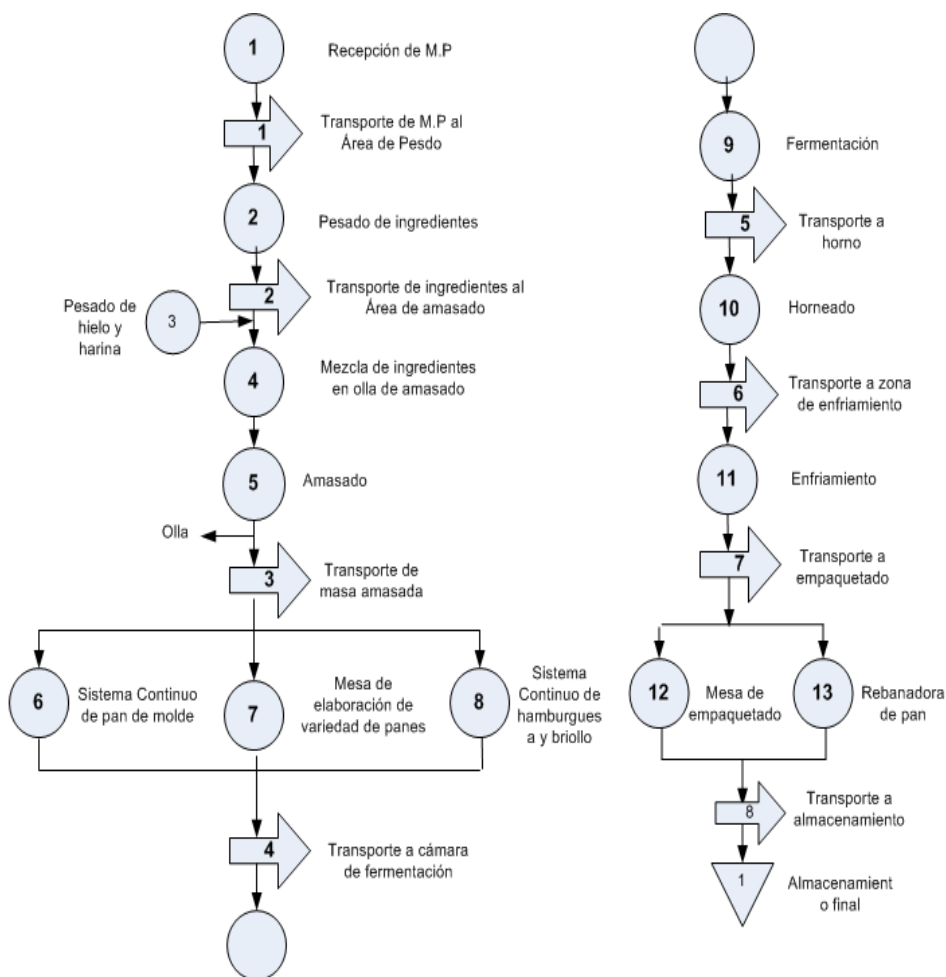 1
Recepción de M.P
1
Transporte de M.P al
Área de Pesdo
2
Pesado de ingredientes
2
Transporte de ingredientes al
Área de amasado
Pesado de
hielo y
harina
3
4
Mezcla de ingredientes
en olla de amasado
5
Amasado
Olla
3
Transporte de
masa amasada
6
Sistema Continuo
de pan de molde
7
Mesa de
elaboración de
variedad de panes
8
Sistema
Continuo de
hamburgues
a y briollo
4
Transporte a cámara
de fermentación
9
Fermentación
5
Transporte a
horno
10
Horneado
6
Transporte a zona
de enfriamiento
11
Enfriamiento
7
Transporte a
empaquetado
12
Mesa de
empaquetado
13
Rebanadora
de pan
8
Transporte a
almacenamiento
1
Almacenamient
o final